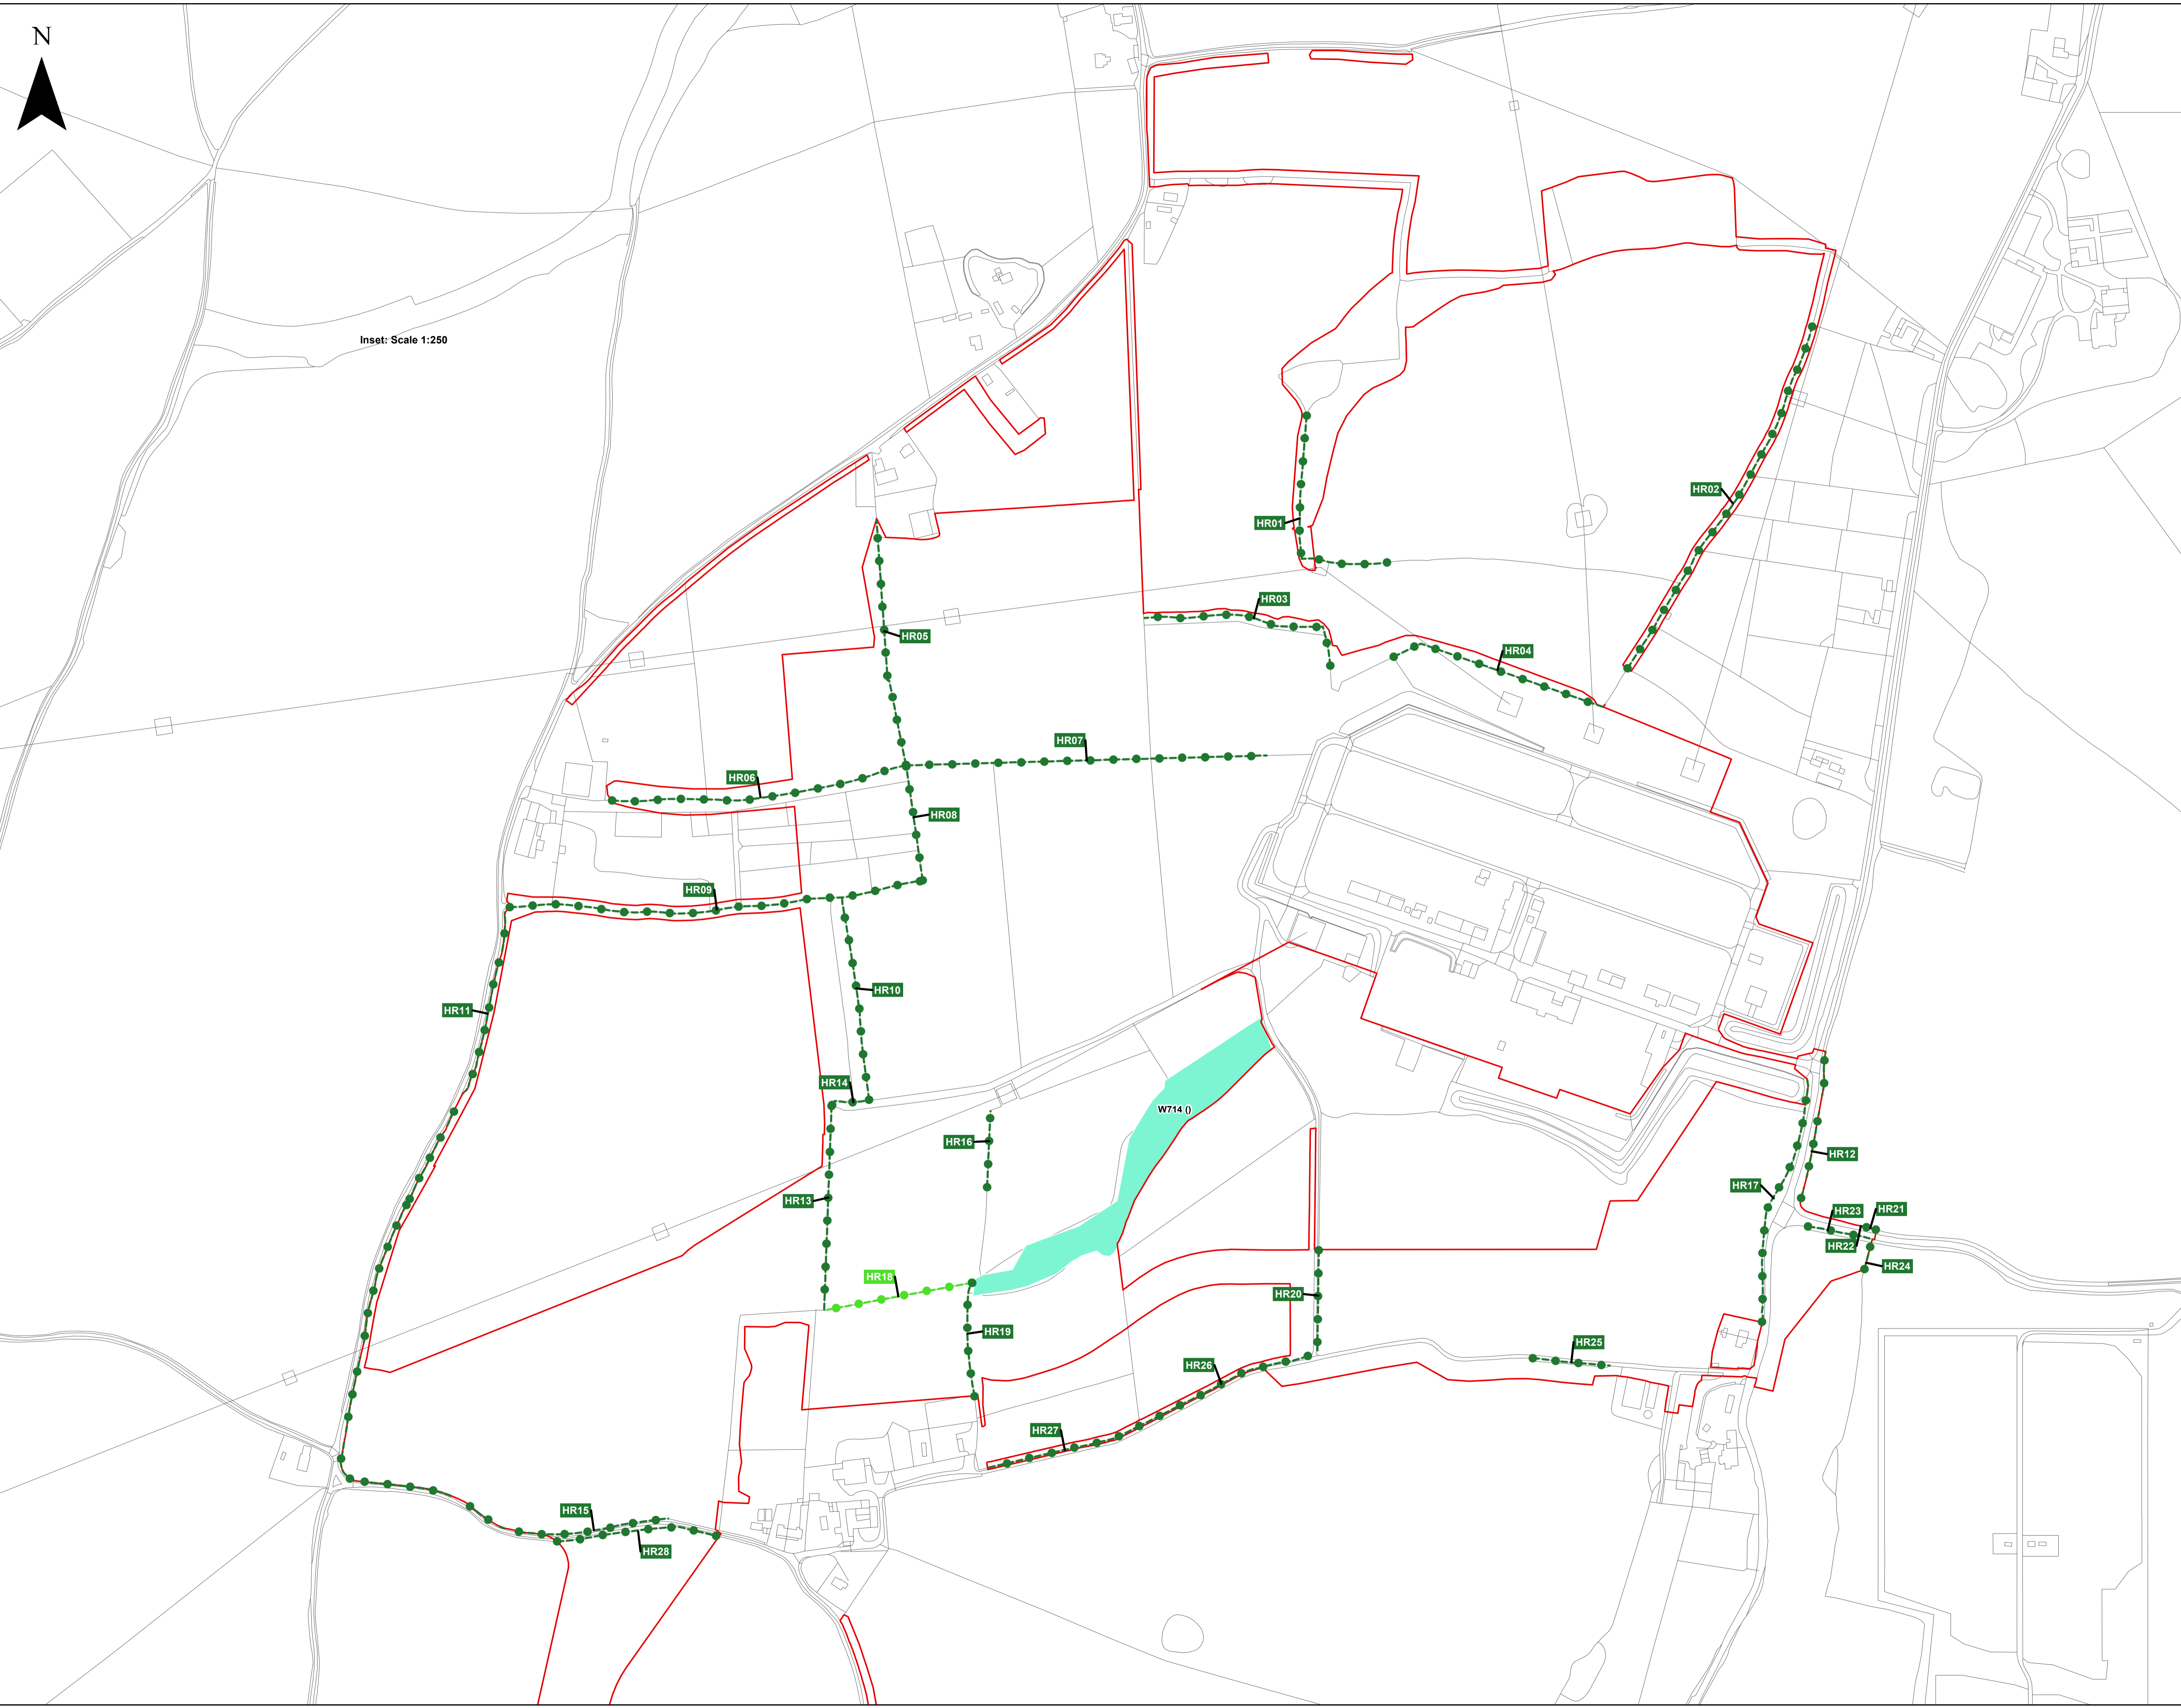 N
Inset: Scale 1:250
HR02
HR01
HR03
HR05
HR04
HR07
HR06
HR08
HR09
HR10
HR11
HR14
W714 ()
HR16
HR12
HR17
HR13
HR21
HR23
HR22
HR24
HR18
HR20
HR19
HR25
HR26
HR27
HR15
HR28